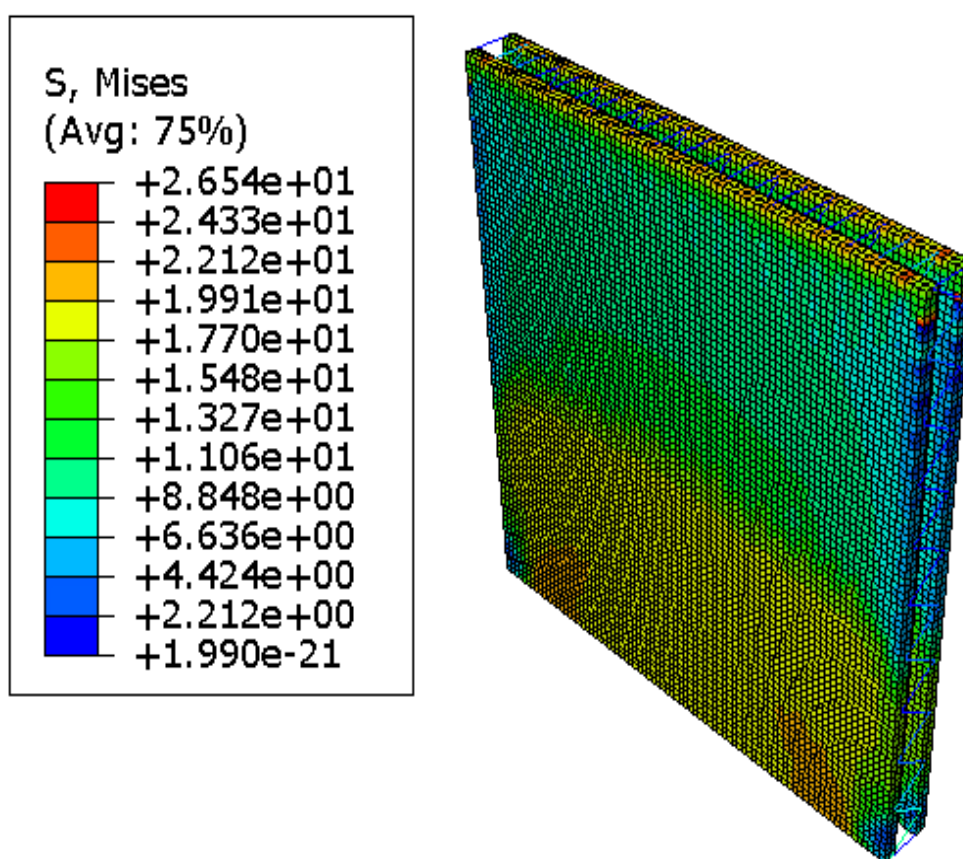 S, Mises
(Avg: 75%)
+2.654e+01
+2.433e+01
+2.212e+01
+1.991e+01
+1.770e+01
+1.548e+01
+1.327e+01
+1.106e+01
+8.848e+00
+6.636e+00
+4.424e+00
+2.212e+00
+1.990e-21